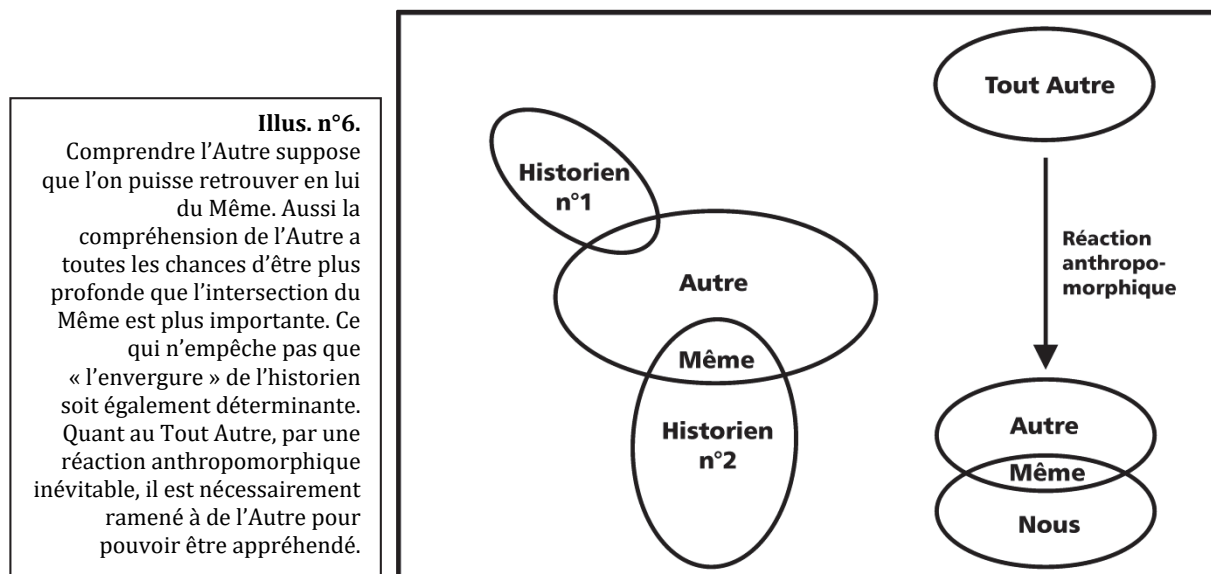 Illus. n°6.
Comprendre l’Autre suppose
que l’on puisse retrouver en lui
du Même. Aussi la
compréhension de l’Autre a
toutes les chances d’être plus
profonde que l’intersection du
Même est plus importante. Ce
qui n’empêche pas que
« l’envergure » de l’historien
soit également déterminante.
Quant au Tout Autre, par une
réaction anthropomorphique
inévitable, il est nécessairement
ramené à de l’Autre pour
pouvoir être appréhendé.
Historien
n°1
Autre
Même
Historien
n°2
Tout Autre
Réaction
anthropo-
morphique
Autre
Même
Nous